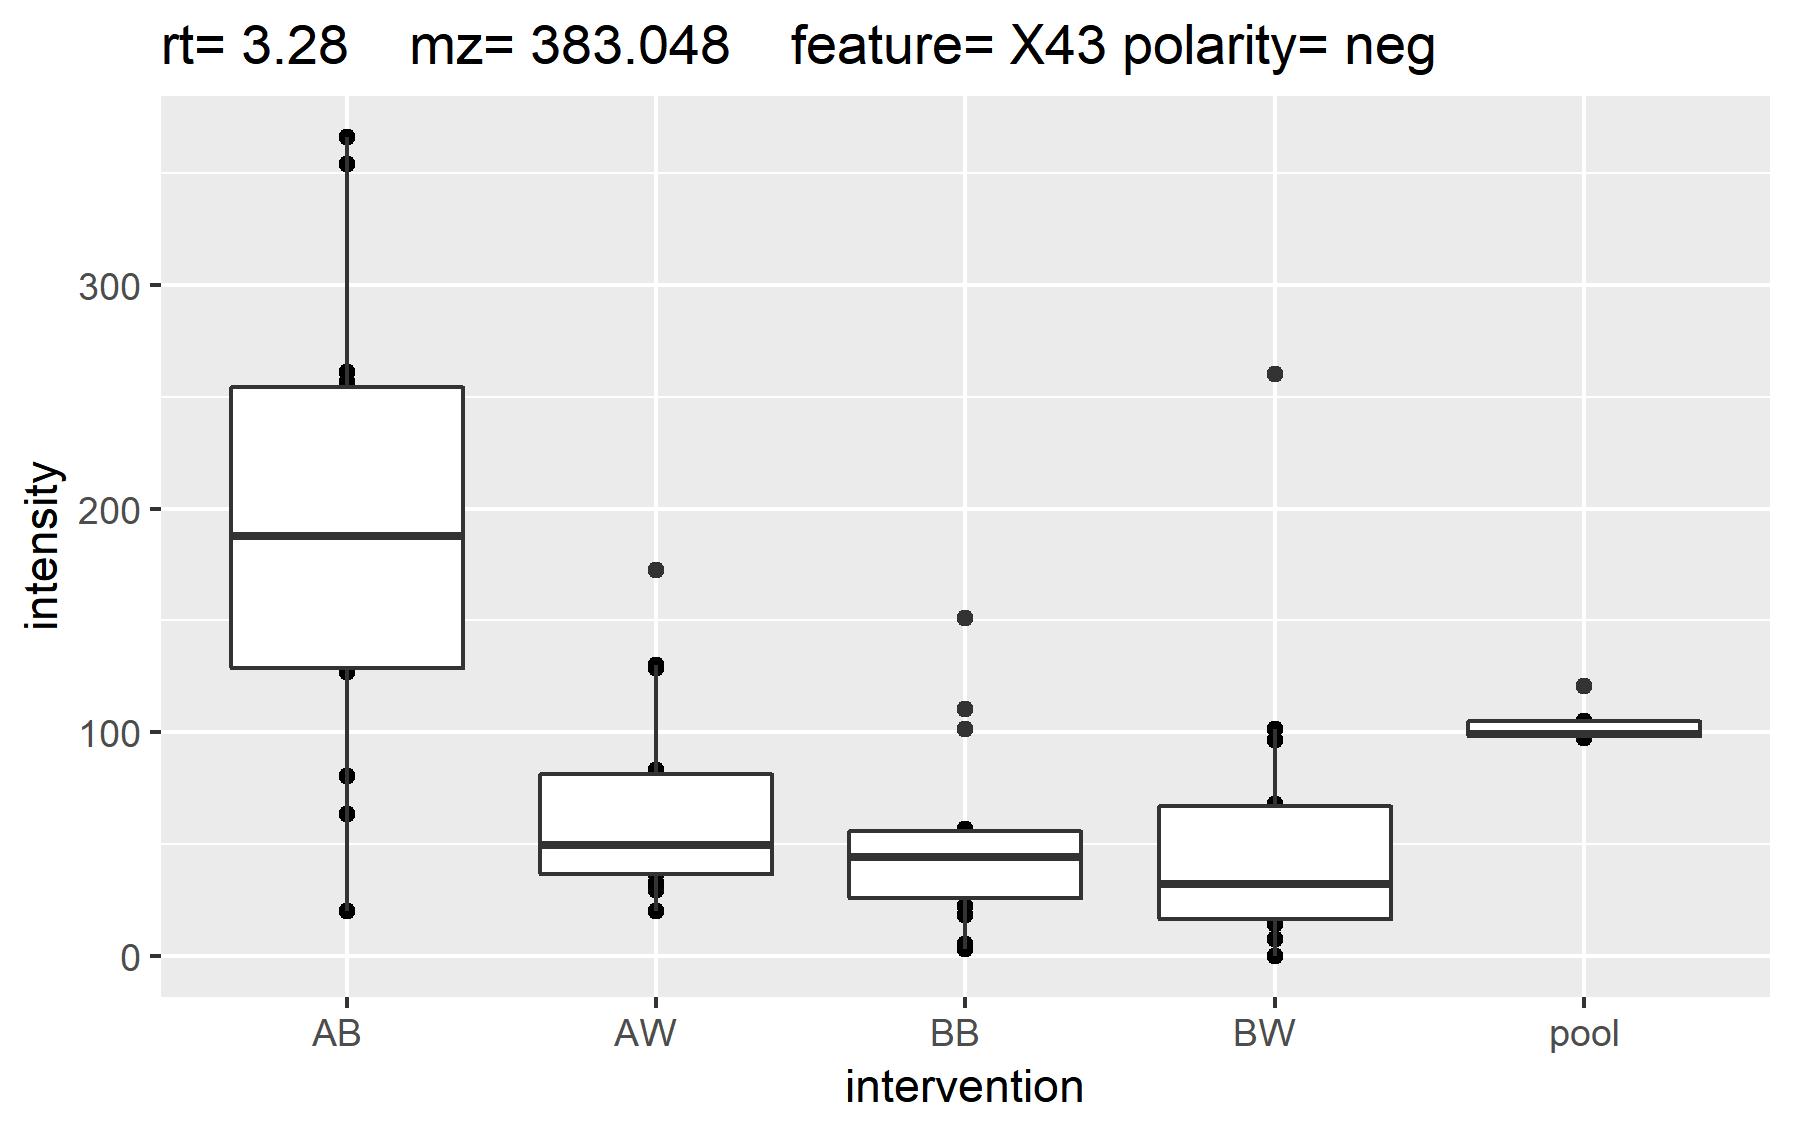 rt= 3.28 mz= 383.048 feature= X43 polarity= neg
intensity
300
200
100
0
AB AW BB BW pool
intervention